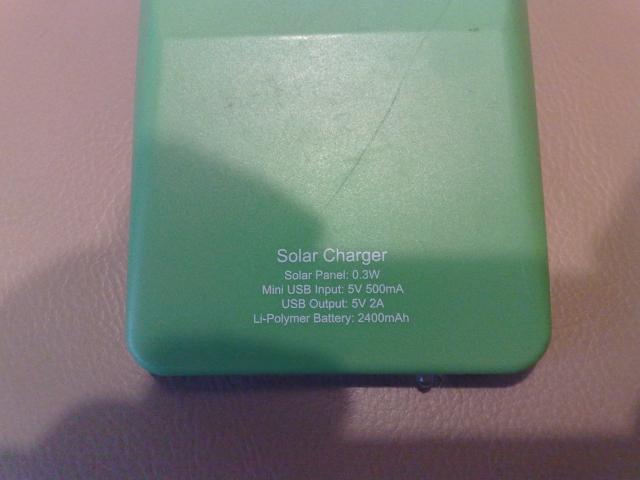 Solar Charger
Solar Panel: 0.3W
Mini USB Input: 5V 500mA
USB Output: 5V 2A
Li-Polymer Battery: 2400mAh